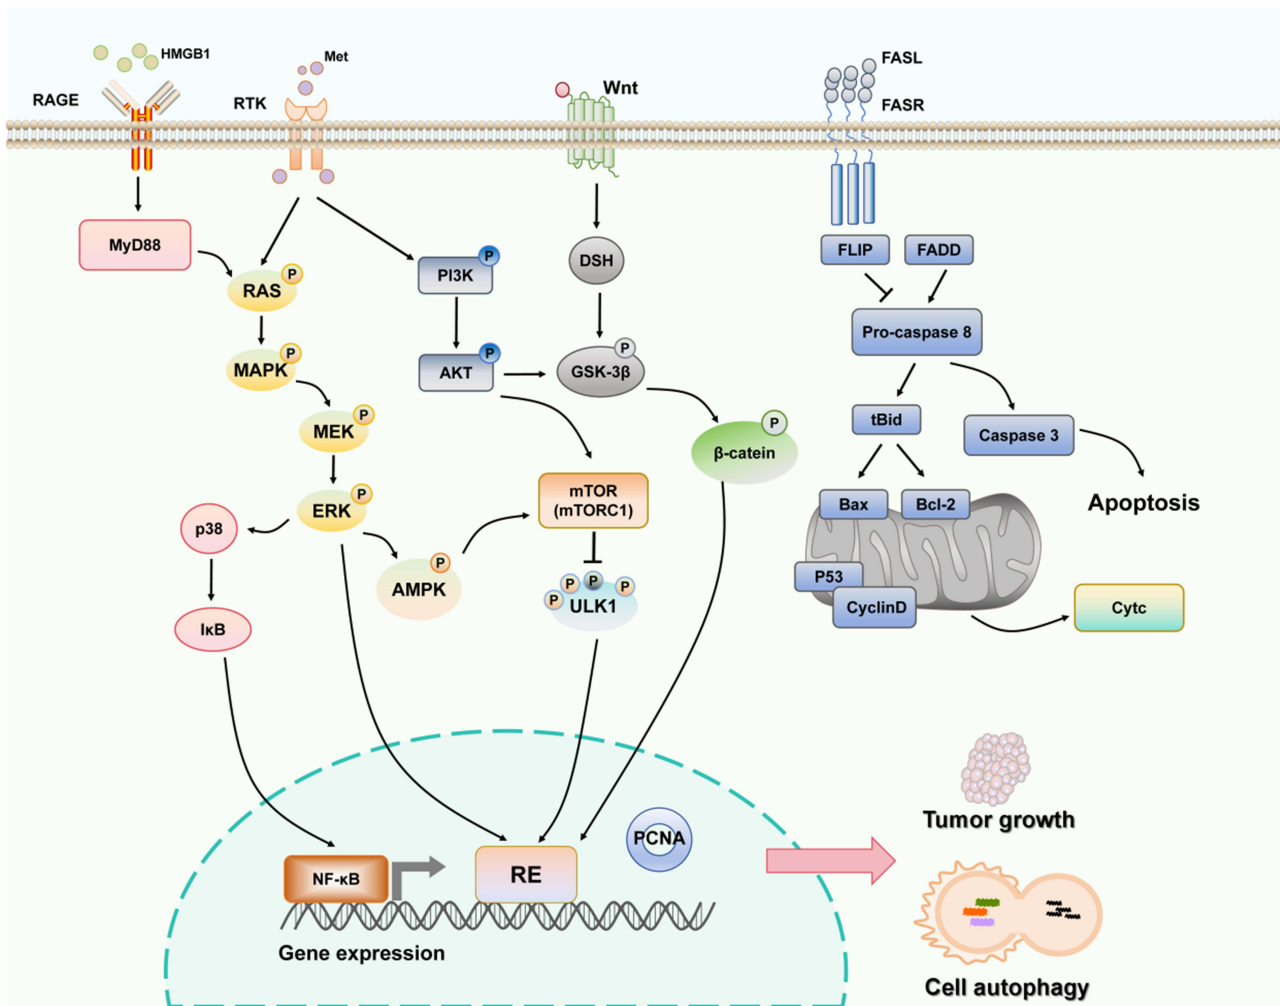 HMGB1
Met
FASL
RAGE
RTK
Wnt
FASR
MyD88
RAS
P
PI3K
P
DSH
FLIP
FADD
MAPK
P
AKT
P
GSK-3β
P
Pro-caspase 8
MEK
P
β-catein
P
tBid
Caspase 3
p38
ERK
P
mTOR
(mTORC1)
Bax
Bcl-2
Apoptosis
AMPK
P
P
P
P
P
ULK1
P53
CyclinD
Cytc
IκB
Tumor growth
PCNA
NF-κB
RE
Gene expression
Cell autophagy